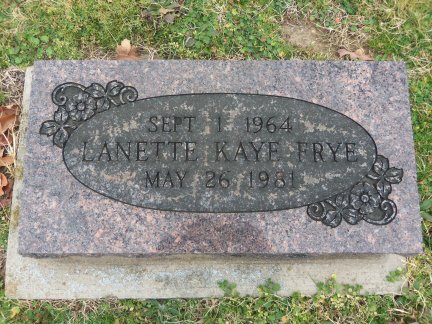 SEPT 1 1964
LANETTE KAYE FRYE
MAY 26 1981